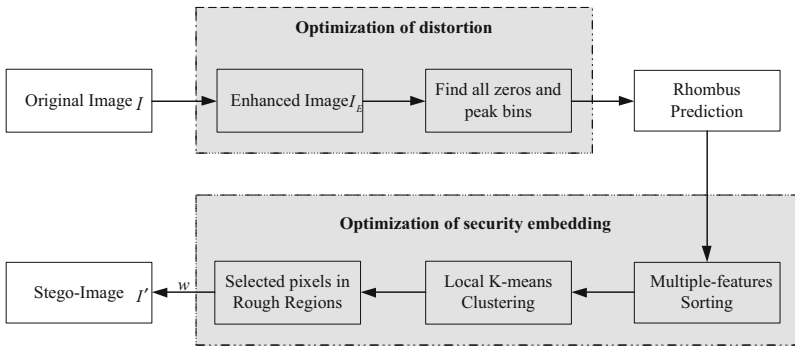 Optimization of distortion
Original Image I
Enhanced Image I_E
Find all zeros and
peak bins
Rhombus
Prediction
Optimization of security embedding
Stego-Image I′
w
Selected pixels in
Rough Regions
Local K-means
Clustering
Multiple-features
Sorting